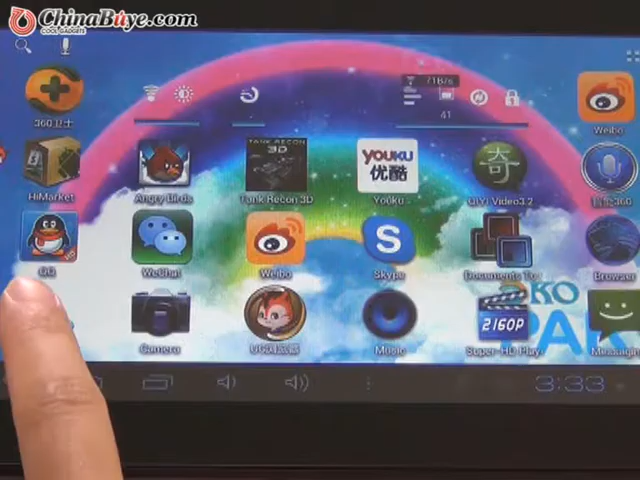 ChinaBuye.com
COOL GADGETS
71B/s
41
360卫士
Weibo
HiMarket
Angry Birds
TANK RECON
3D
Tank Recon 3D
YOUKU
优酷
Youku
奇
QIYI Video3.2
QQ
WeChat
Weibo
Skype
Documents To
Browser
Camera
Music
2160P
Super-HD Play
Messaging
3:33